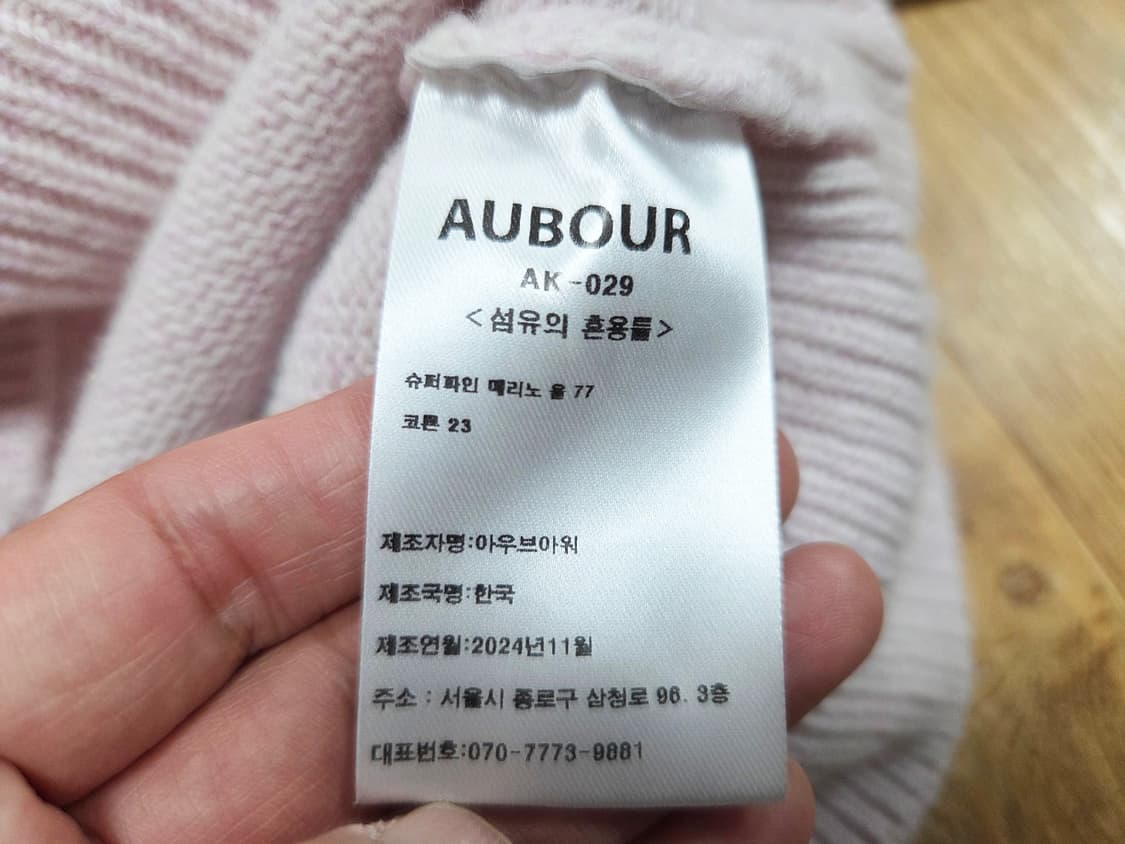 AUBOUR
AK-029
<섬유의 혼용률>
슈퍼파인 메리노 울 77
코튼 23
제조자명:아우브아워
제조국명:한국
제조연월:2024년11월
주소 : 서울시 종로구 삼청로 96. 3층
대표번호:070-7773-9881